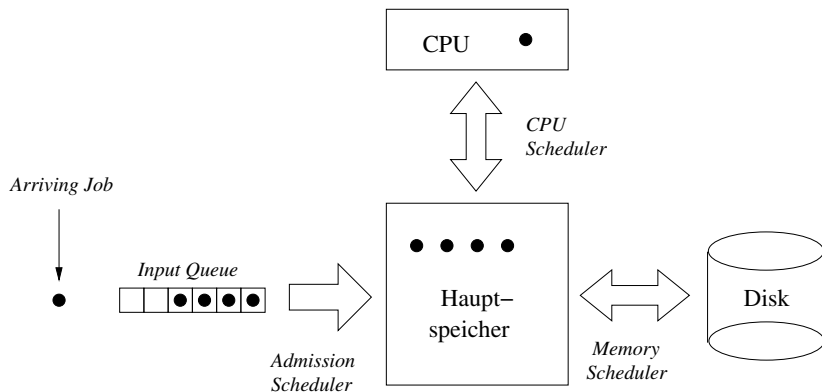 CPU
CPU
Scheduler
Arriving Job
Input Queue
Haupt−
speicher
Disk
Admission
Scheduler
Memory
Scheduler